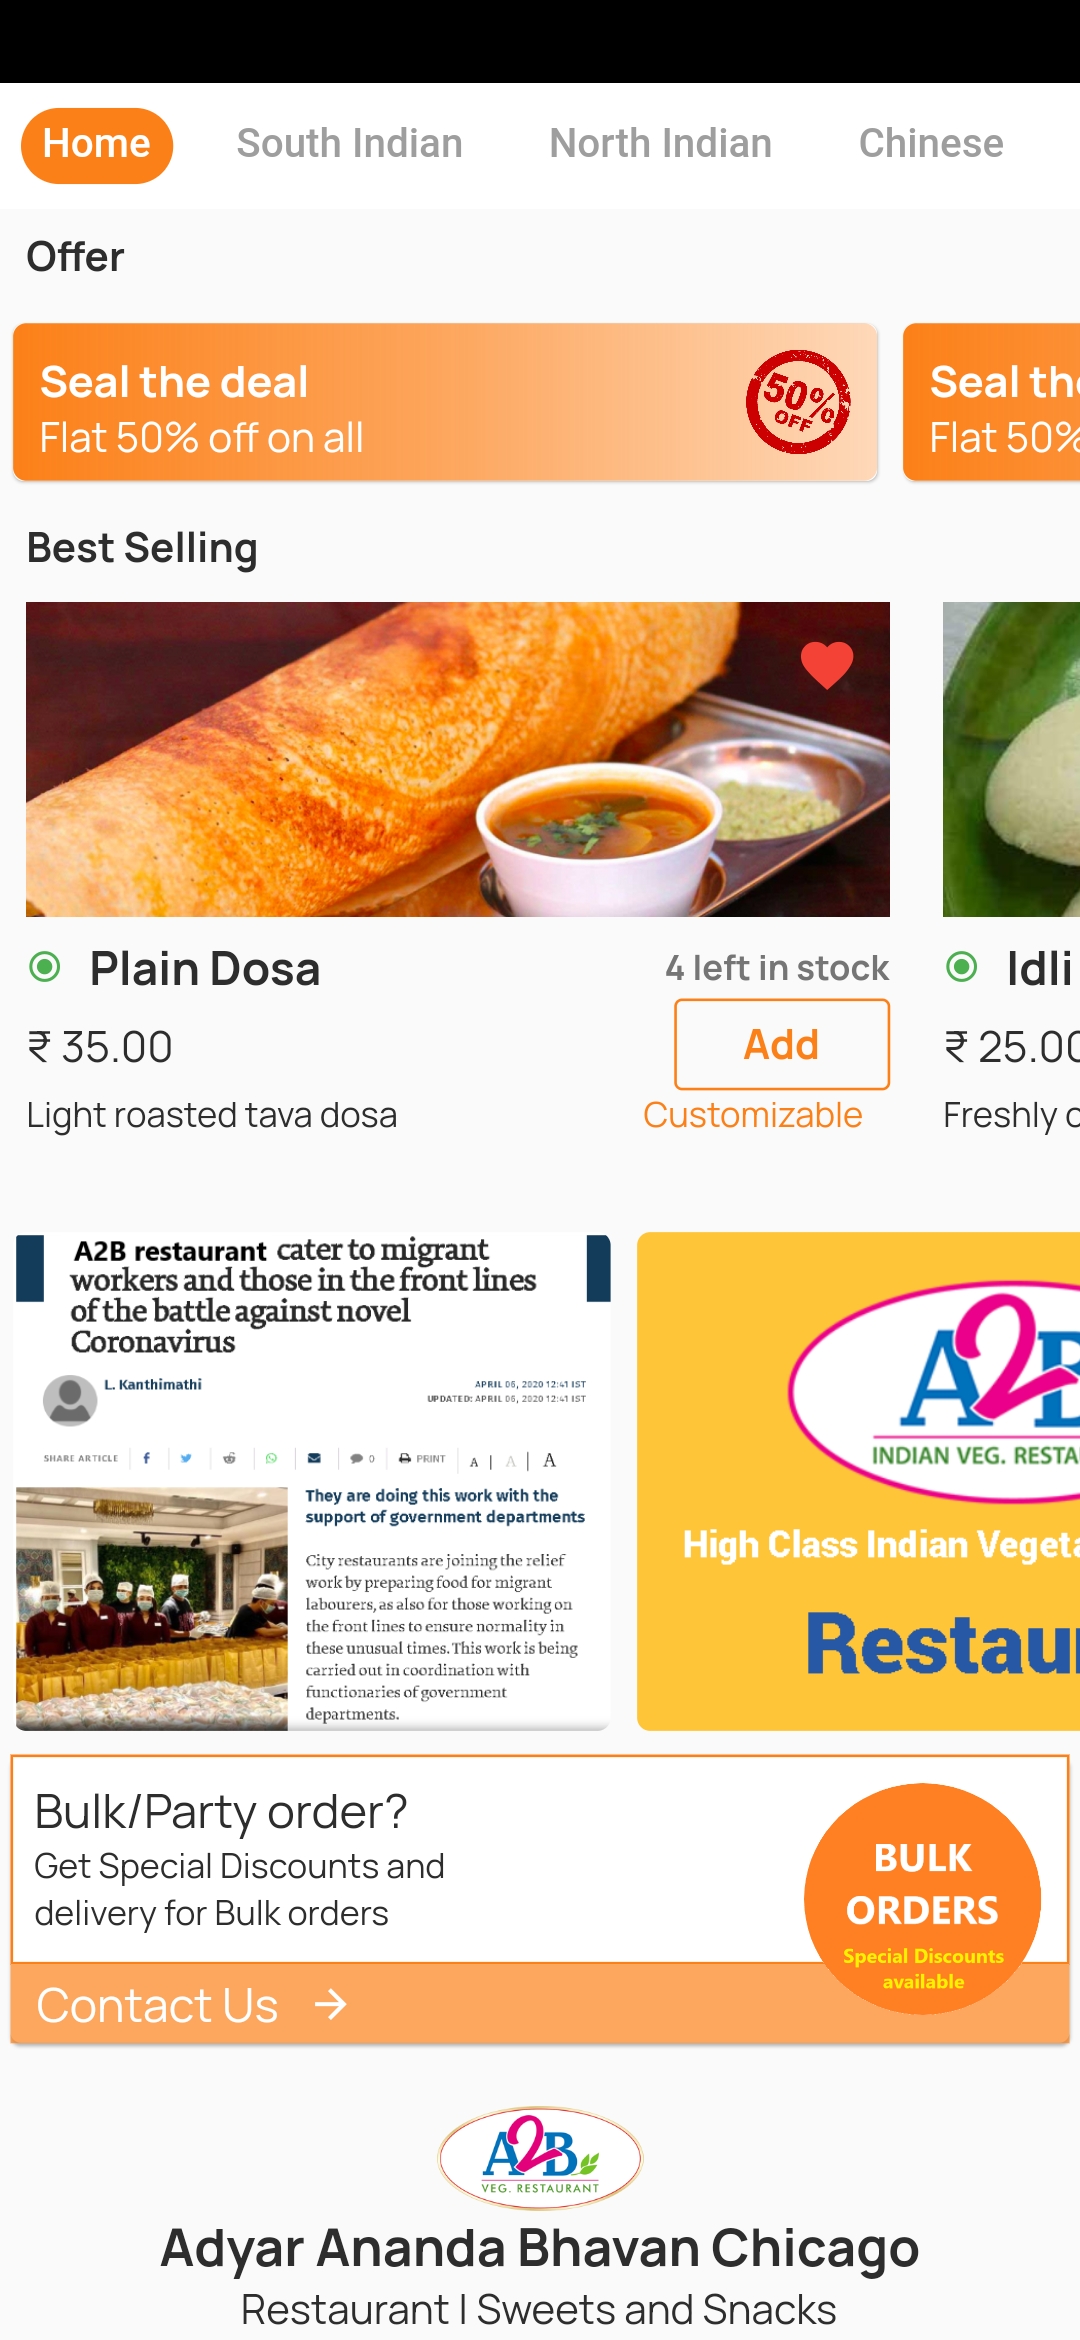 Home South Indian North Indian Chinese
Offer
Seal the deal
Flat 50% off on all
50% OFF
Seal the
Flat 50%
Best Selling
Plain Dosa
4 left in stock
₹ 35.00
Add
Light roasted tava dosa
Customizable
Idli
₹ 25.00
Freshly
A2B restaurant cater to migrant
workers and those in the front lines
of the battle against novel
Coronavirus
L. Kanthimathi
APRIL 06, 2020 12:41 IST
UPDATED: APRIL 06, 2020 12:41 IST
SHARE ARTICLE 0 PRINT A | A | A
They are doing this work with the
support of government departments
City restaurants are joining the relief
work by preparing food for migrant
labourers, as also for those working on
the front lines to ensure normality in
these unusual times. This work is being
carried out in coordination with
functionaries of government
departments.
A2B
INDIAN VEG. RESTA
High Class Indian Vegeta
Restau
Bulk/Party order?
Get Special Discounts and
delivery for Bulk orders
BULK
ORDERS
Special Discounts
available
Contact Us
A2B
VEG. RESTAURANT
Adyar Ananda Bhavan Chicago
Restaurant | Sweets and Snacks